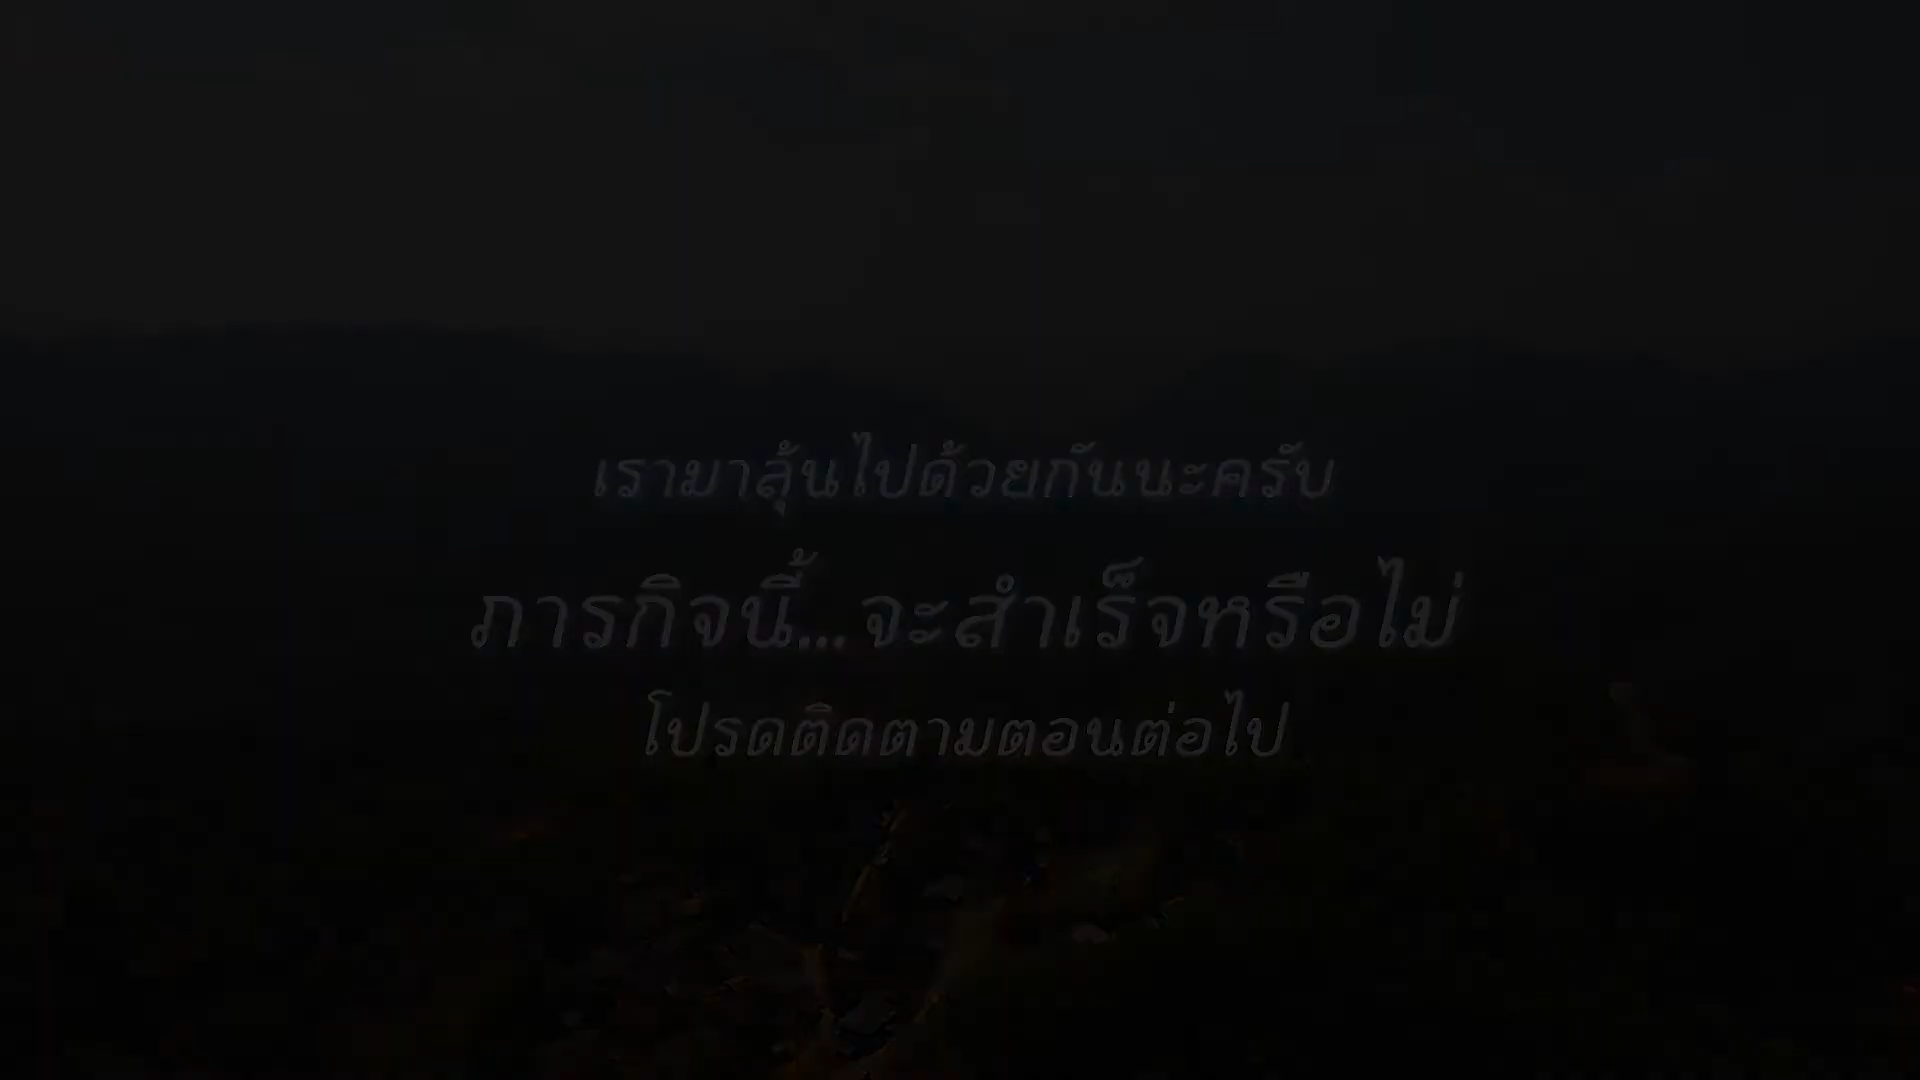 เรามาลุ้นไปด้วยกันนะครับ
ภารกิจนี้...จะสำเร็จหรือไม่
โปรดติดตามตอนต่อไป